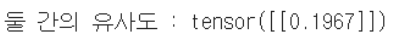 둘 간의 유사도 : tensor([[0.1967]])